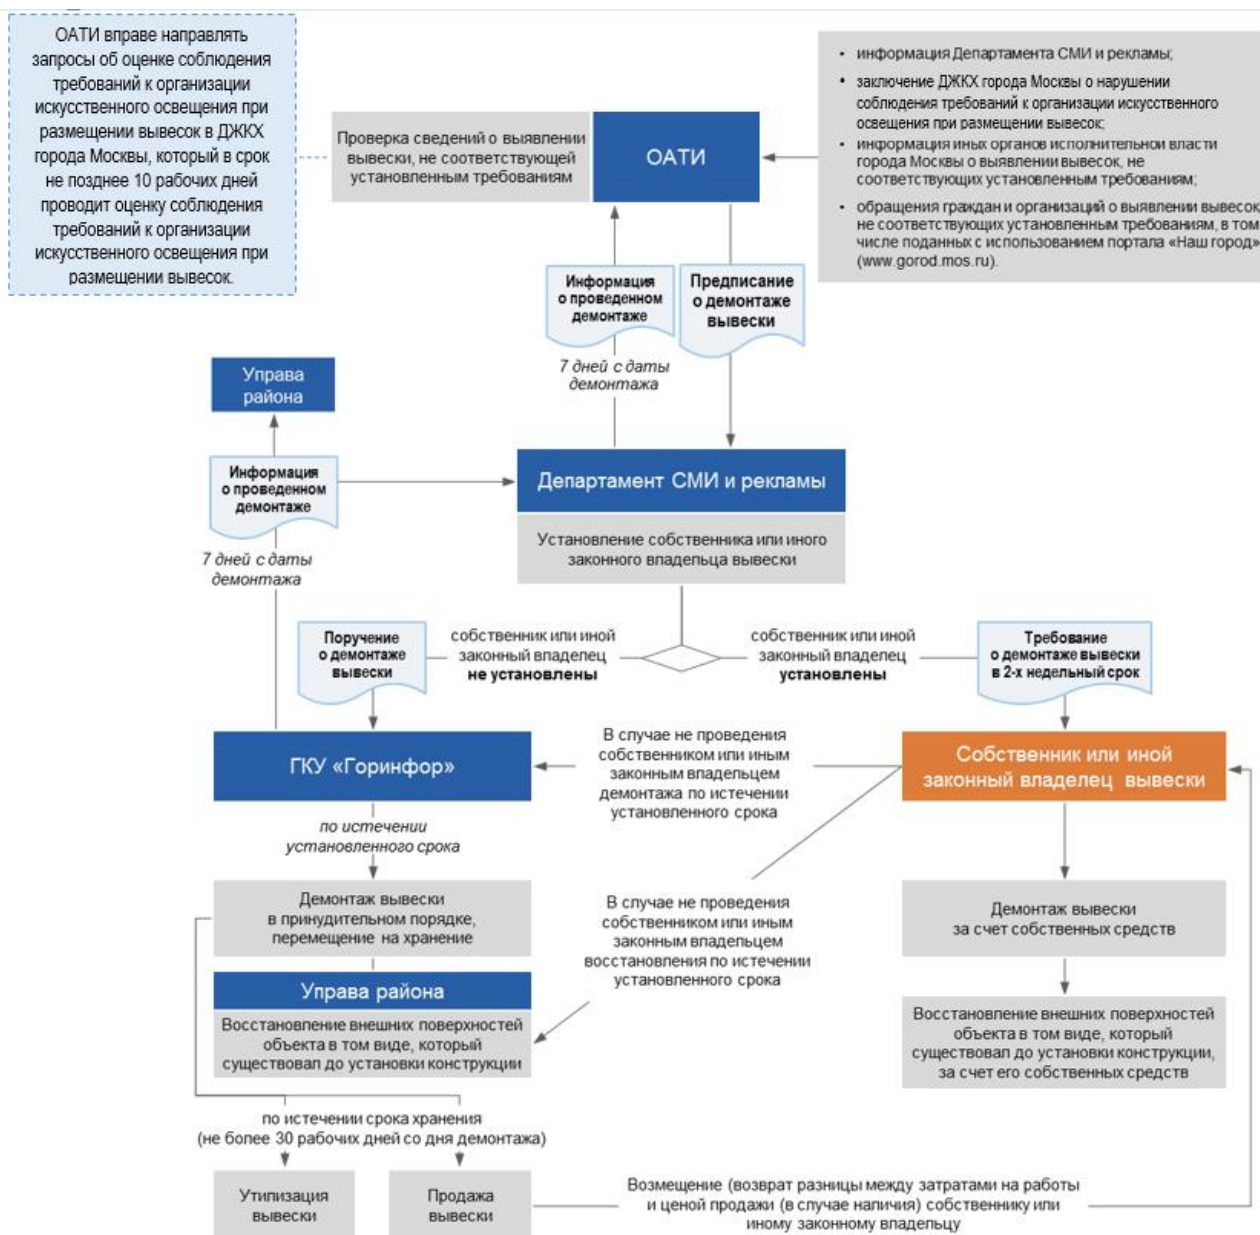 ОАТИ вправе направлять
запросы об оценке соблюдения
требований к организации
искусственного освещения при
размещении вывесок в ДЖКХ
города Москвы, который в срок
не позднее 10 рабочих дней
проводит оценку соблюдения
требований к организации
искусственного освещения при
размещении вывесок.
Проверка сведений о выявлении
вывески, не соответствующей
установленным требованиям
ОАТИ
• информация Департамента СМИ и рекламы;
• заключение ДЖКХ города Москвы о нарушении
соблюдения требований к организации искусственного
освещения при размещении вывесок;
• информация иных органов исполнительной власти
города Москвы о выявлении вывесок, не
соответствующих установленным требованиям;
• обращения граждан и организаций о выявлении вывесок,
не соответствующих установленным требованиям, в том
числе поданных с использованием портала «Наш город»
(www.gorod.mos.ru).
Информация
о проведенном
демонтаже
Предписание
о демонтаже
вывески
7 дней с даты
демонтажа
Управа
района
Информация
о проведенном
демонтаже
7 дней с даты
демонтажа
Департамент СМИ и рекламы
Установление собственника или иного
законного владельца вывески
Поручение
о демонтаже
вывески
собственник или иной
законный владелец
не установлены
собственник или иной
законный владелец
установлены
Требование
о демонтаже вывески
в 2-х недельный срок
ГКУ «Горинфор»
В случае не проведения
собственником или иным
законным владельцем
демонтажа по истечении
установленного срока
Собственник или иной
законный владелец вывески
по истечении
установленного срока
Демонтаж вывески
в принудительном порядке,
перемещение на хранение
В случае не проведения
собственником или иным
законным владельцем
восстановления по истечении
установленного срока
Демонтаж вывески
за счет собственных средств
Управа района
Восстановление внешних поверхностей
объекта в том виде, который
существовал до установки конструкции
Восстановление внешних поверхностей
объекта в том виде, который
существовал до установки конструкции,
за счет его собственных средств
по истечении срока хранения
(не более 30 рабочих дней со дня демонтажа)
Утилизация
вывески
Продажа
вывески
Возмещение (возврат разницы между затратами на работы
и ценой продажи (в случае наличия) собственнику или
иному законному владельцу